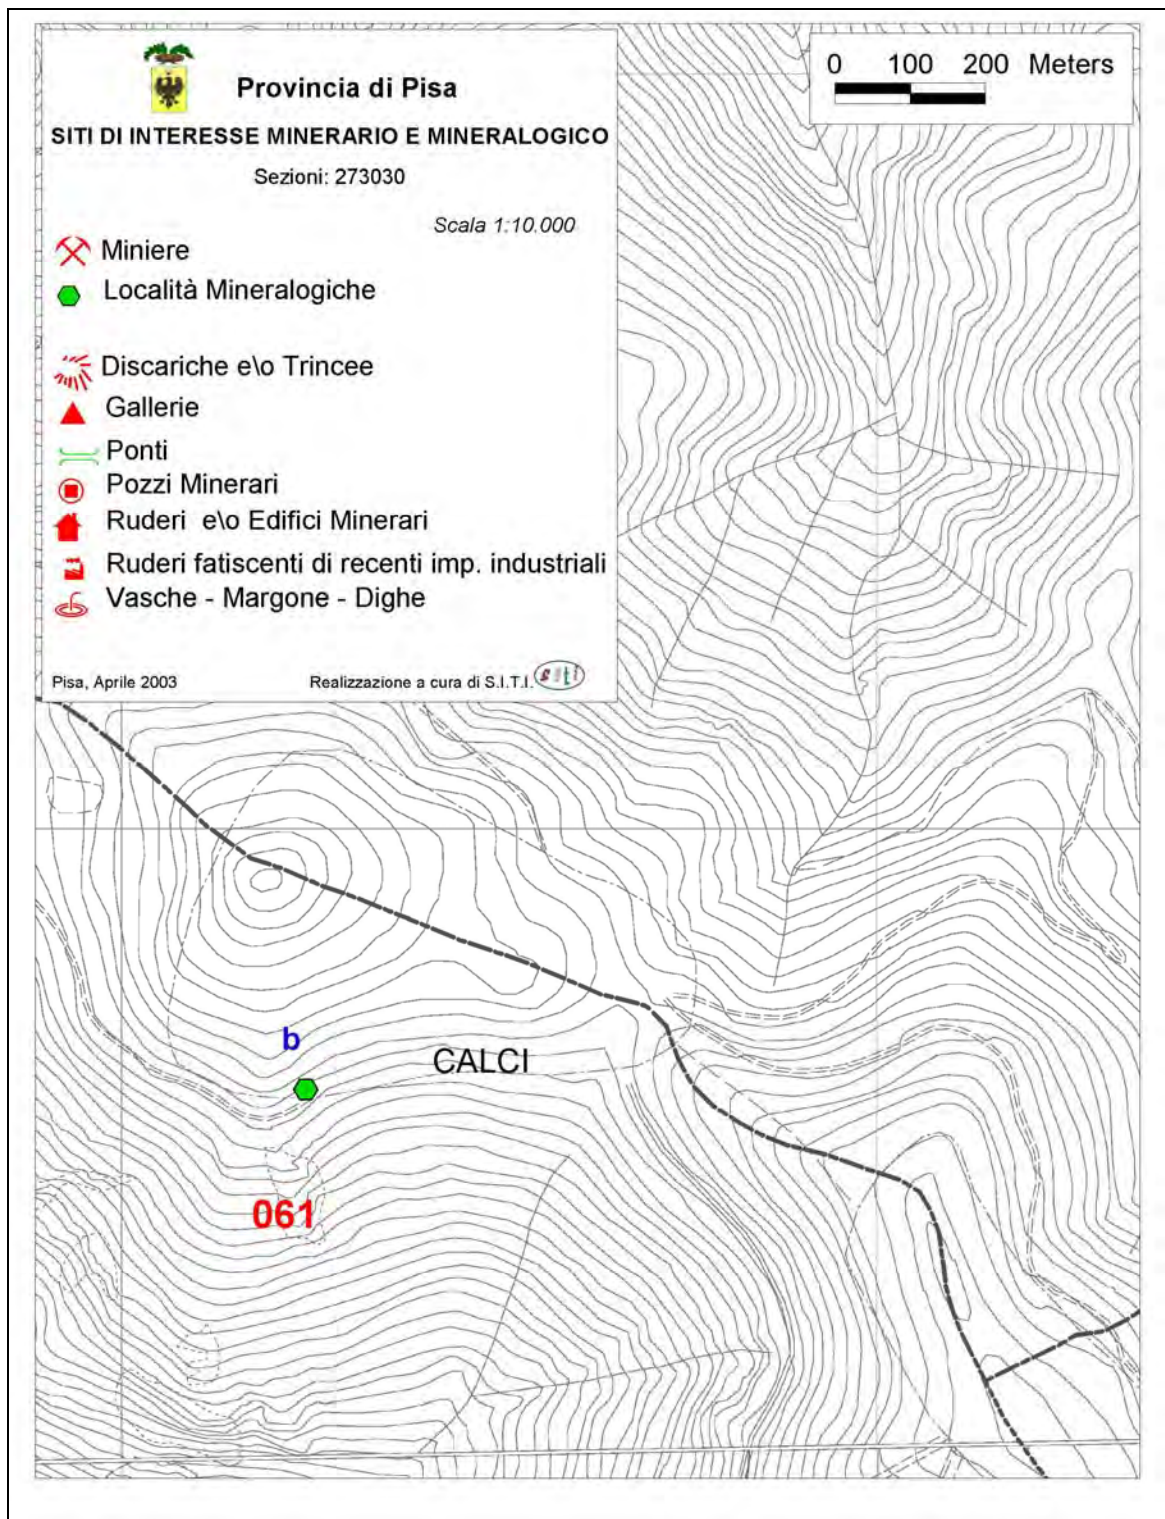 Provincia di Pisa
SITI DI INTERESSE MINERARIO E MINERALOGICO
Sezioni: 273030
Scala 1:10.000
Miniere
Località Mineralogiche
Discariche e\o Trincee
Gallerie
Ponti
Pozzi Minerari
Ruderi e\o Edifici Minerari
Ruderi fatiscenti di recenti imp. industriali
Vasche - Margone - Dighe
Pisa, Aprile 2003
Realizzazione a cura di S.I.T.I.
siti
0 100 200 Meters
b
CALCI
061